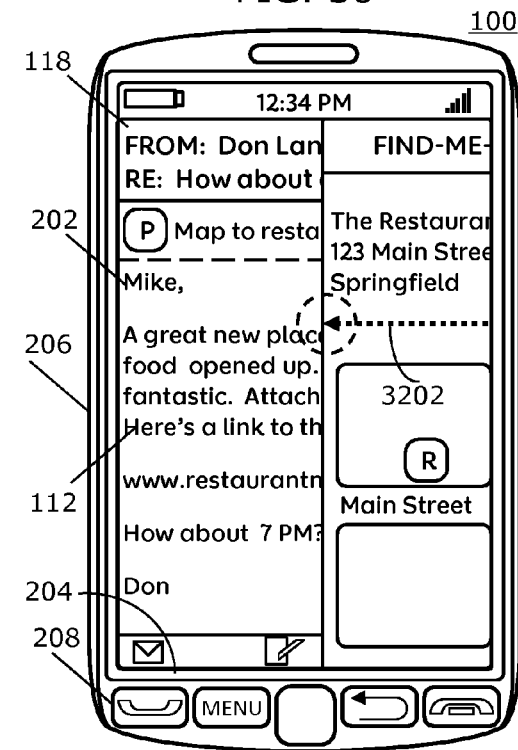 100
118
12:34 PM
FROM: Don Lan
RE: How about
FIND-ME-
P
Map to resta
202
Mike,
The Restaurar
123 Main Stree
Springfield
A great new plac
food opened up.
fantastic. Attach
Here's a link to th
206
3202
R
www.restaurantn
112
Main Street
How about 7 PM?
Don
204
208
MENU